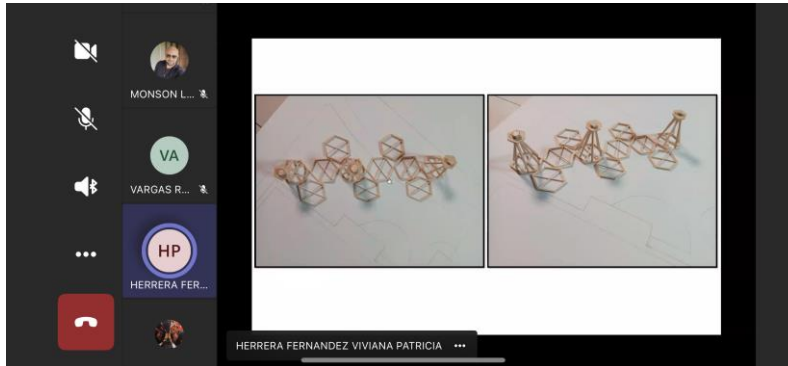 MONSON L...
VA
VARGAS R...
HP
HERRERA FER...
HERRERA FERNANDEZ VIVIANA PATRICIA